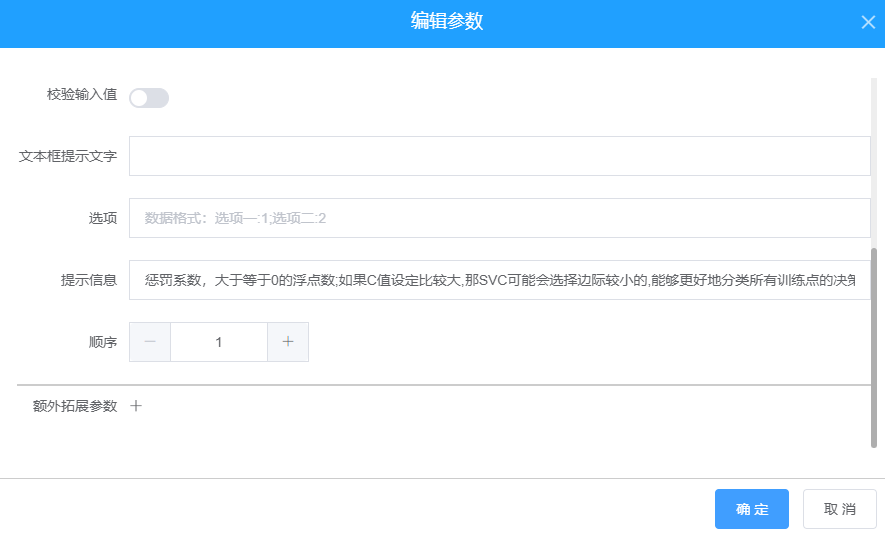 编辑参数
校验输入值
文本框提示文字
选项 数据格式：选项一:1;选项二:2
提示信息 惩罚系数，大于等于0的浮点数;如果C值设定比较大,那SVC可能会选择边际较小的,能够更好地分类所有训练点的决策
顺序 1
额外拓展参数
确定 取消